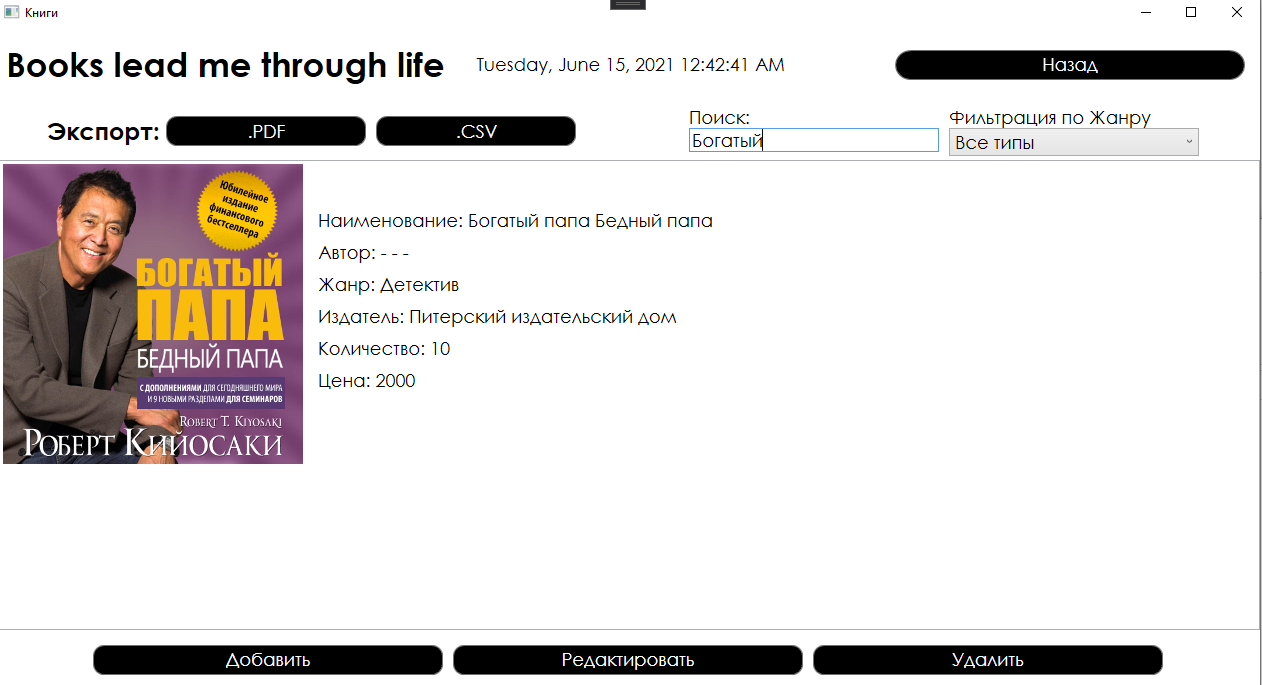 Книги
Books lead me through life
Tuesday, June 15, 2021 12:42:41 AM
Назад
Экспорт:
.PDF
.CSV
Поиск:
Богатый
Фильтрация по Жанру
Все типы
Юбилейное
издание
финансового
бестселлера
БОГАТЫЙ
ПАПА
БЕДНЫЙ ПАПА
С ДОПОЛНЕНИЯМИ ДЛЯ СЕГОДНЯШНЕГО МИРА
И 9 НОВЫМИ РАЗДЕЛАМИ ДЛЯ СЕМИНАРОВ
ROBERT T. KIYOSAKI
РОБЕРТ КИЙОСАКИ
Наименование: Богатый папа Бедный папа
Автор: - - -
Жанр: Детектив
Издатель: Питерский издательский дом
Количество: 10
Цена: 2000
Добавить
Редактировать
Удалить